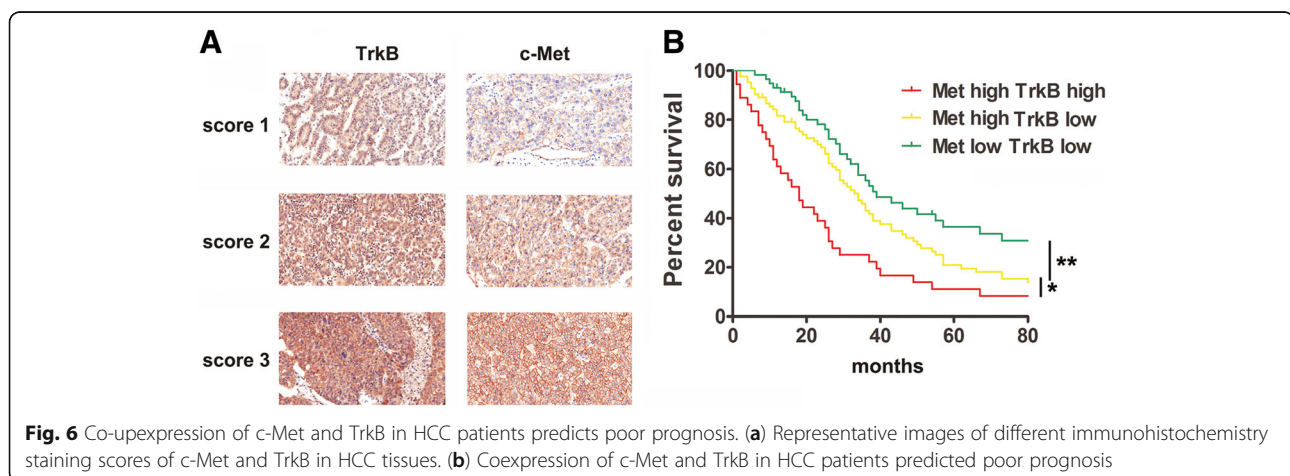 A
TrkB
c-Met
score 1
score 2
score 3
B
Percent survival
100
80
60
40
20
0
0
20
40
60
80
months
Met high TrkB high
Met high TrkB low
Met low TrkB low
**
*
Fig. 6 Co-upexpression of c-Met and TrkB in HCC patients predicts poor prognosis. (a) Representative images of different immunohistochemistry
staining scores of c-Met and TrkB in HCC tissues. (b) Coexpression of c-Met and TrkB in HCC patients predicted poor prognosis